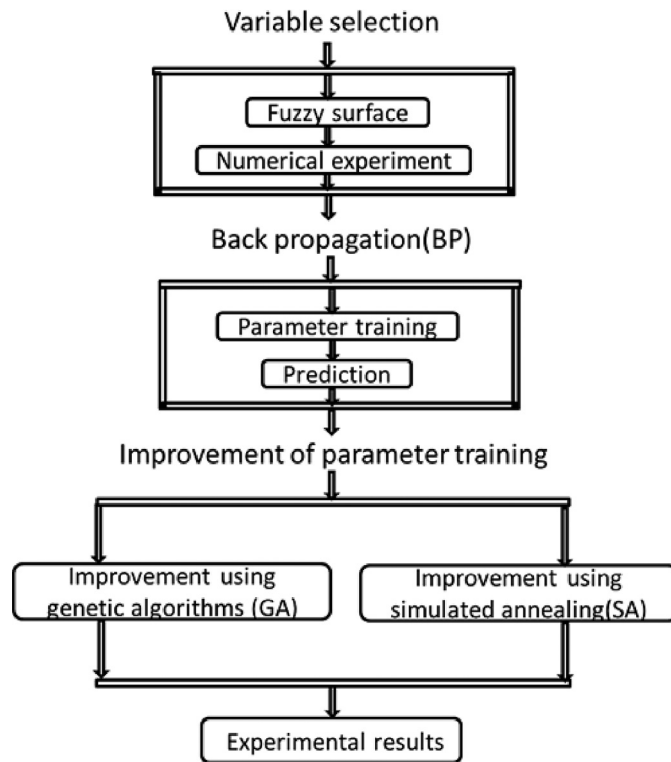 Variable selection
Fuzzy surface
Numerical experiment
Back propagation(BP)
Parameter training
Prediction
Improvement of parameter training
Improvement using
genetic algorithms (GA)
Improvement using
simulated annealing(SA)
Experimental results